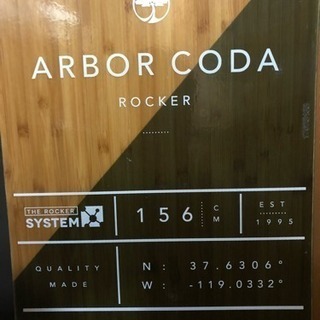 ARBOR CODA
ROCKER
THE ROCKER
SYSTEM
156 CM
EST
1995
QUALITY
MADE
N: 37.6306°
W: -119.0332°